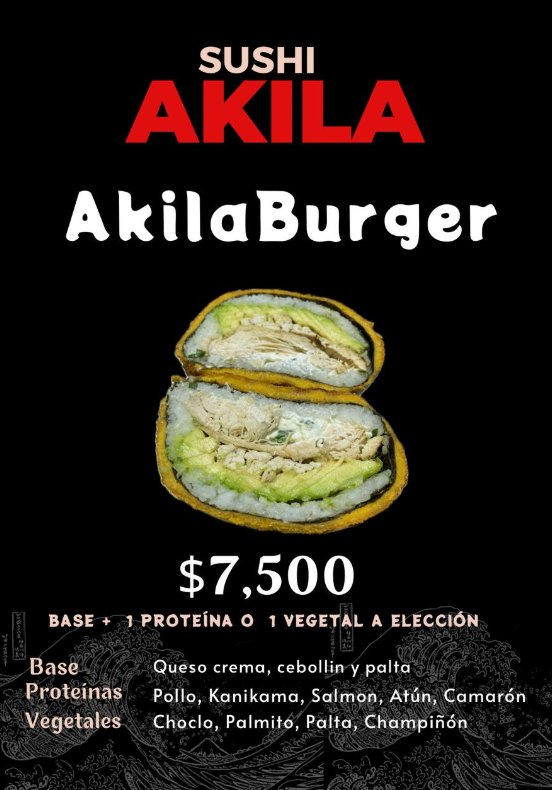 SUSHI
AKILA
AkilaBurger
$7,500
BASE + 1 PROTEÍNA O 1 VEGETAL A ELECCIÓN
Base Queso crema, cebollin y palta
Proteínas Pollo, Kanikama, Salmon, Atún, Camarón
Vegetales Choclo, Palmito, Palta, Champiñón